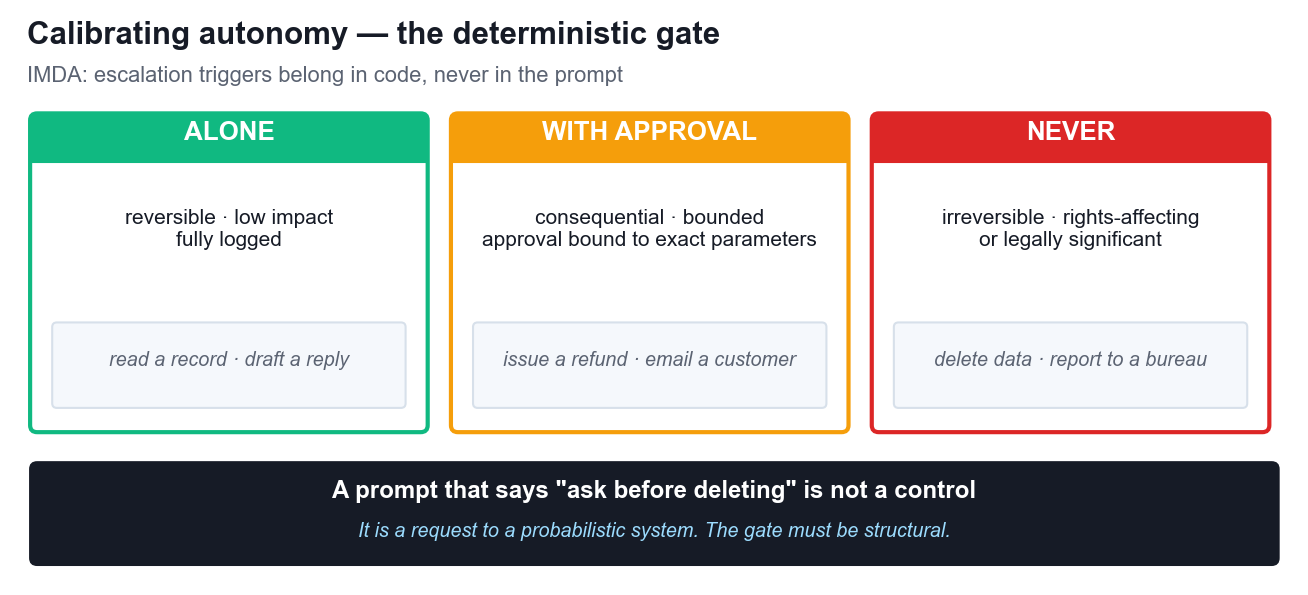 Calibrating autonomy — the deterministic gate
IMDA: escalation triggers belong in code, never in the prompt
ALONE
reversible · low impact
fully logged
read a record · draft a reply
WITH APPROVAL
consequential · bounded
approval bound to exact parameters
issue a refund · email a customer
NEVER
irreversible · rights-affecting
or legally significant
delete data · report to a bureau
A prompt that says "ask before deleting" is not a control
It is a request to a probabilistic system. The gate must be structural.